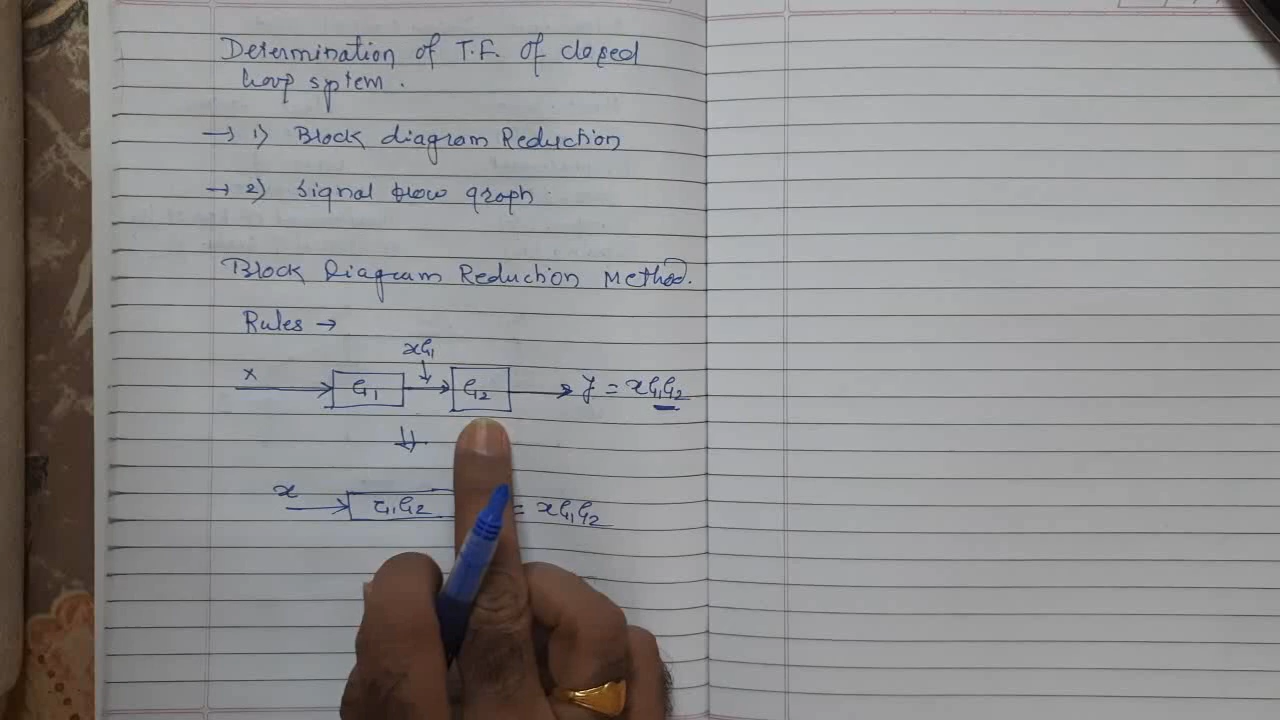 Determination of T.F. of closed
loop system.
→ 1) Block diagram Reduction
→ 2) Signal flow graph
Block Diagram Reduction Method.
Rules →
xG1
x G1 G2 y = xG1G2
x G1G2 = xG1G2